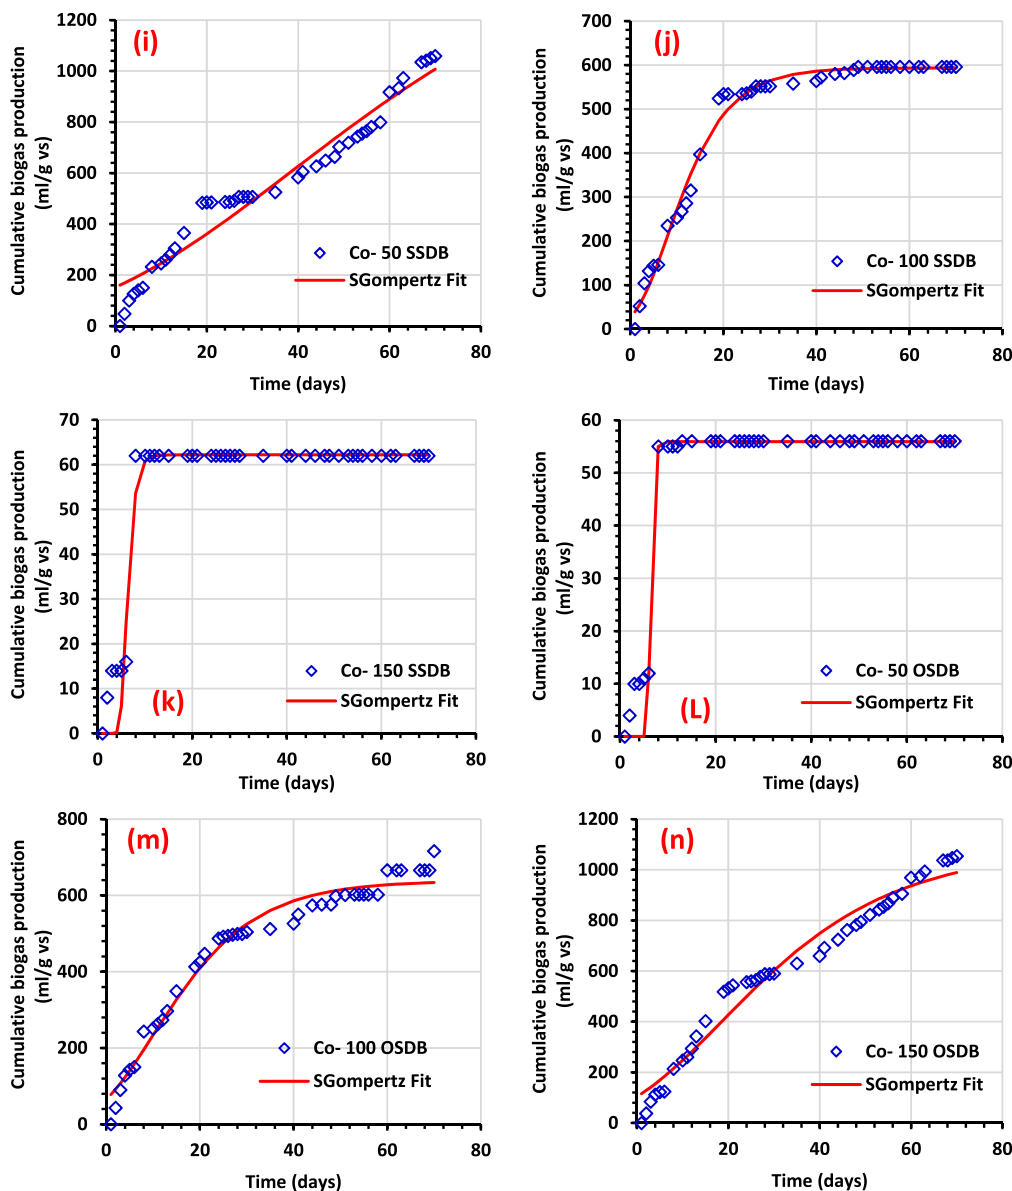 (i)
Cumulative biogas production
(ml/g vs)
1200
1000
800
600
400
200
0
Co- 50 SSDB
SGompertz Fit
0 20 40 60 80
Time (days)
(j)
Cumulative biogas production
(ml/g vs)
700
600
500
400
300
200
100
0
Co- 100 SSDB
SGompertz Fit
0 20 40 60 80
Time (days)
(k)
Cumulative biogas production
(ml/g vs)
70
60
50
40
30
20
10
0
Co- 150 SSDB
SGompertz Fit
0 20 40 60 80
Time (days)
(L)
Cumulative biogas production
(ml/g vs)
60
50
40
30
20
10
0
Co- 50 OSDB
SGompertz Fit
0 20 40 60 80
Time (days)
(m)
Cumulative biogas production
(ml/g vs)
800
600
400
200
0
Co- 100 OSDB
SGompertz Fit
0 20 40 60 80
Time (days)
(n)
Cumulative biogas production
(ml/g vs)
1200
1000
800
600
400
200
0
Co- 150 OSDB
SGompertz Fit
0 20 40 60 80
Time (days)